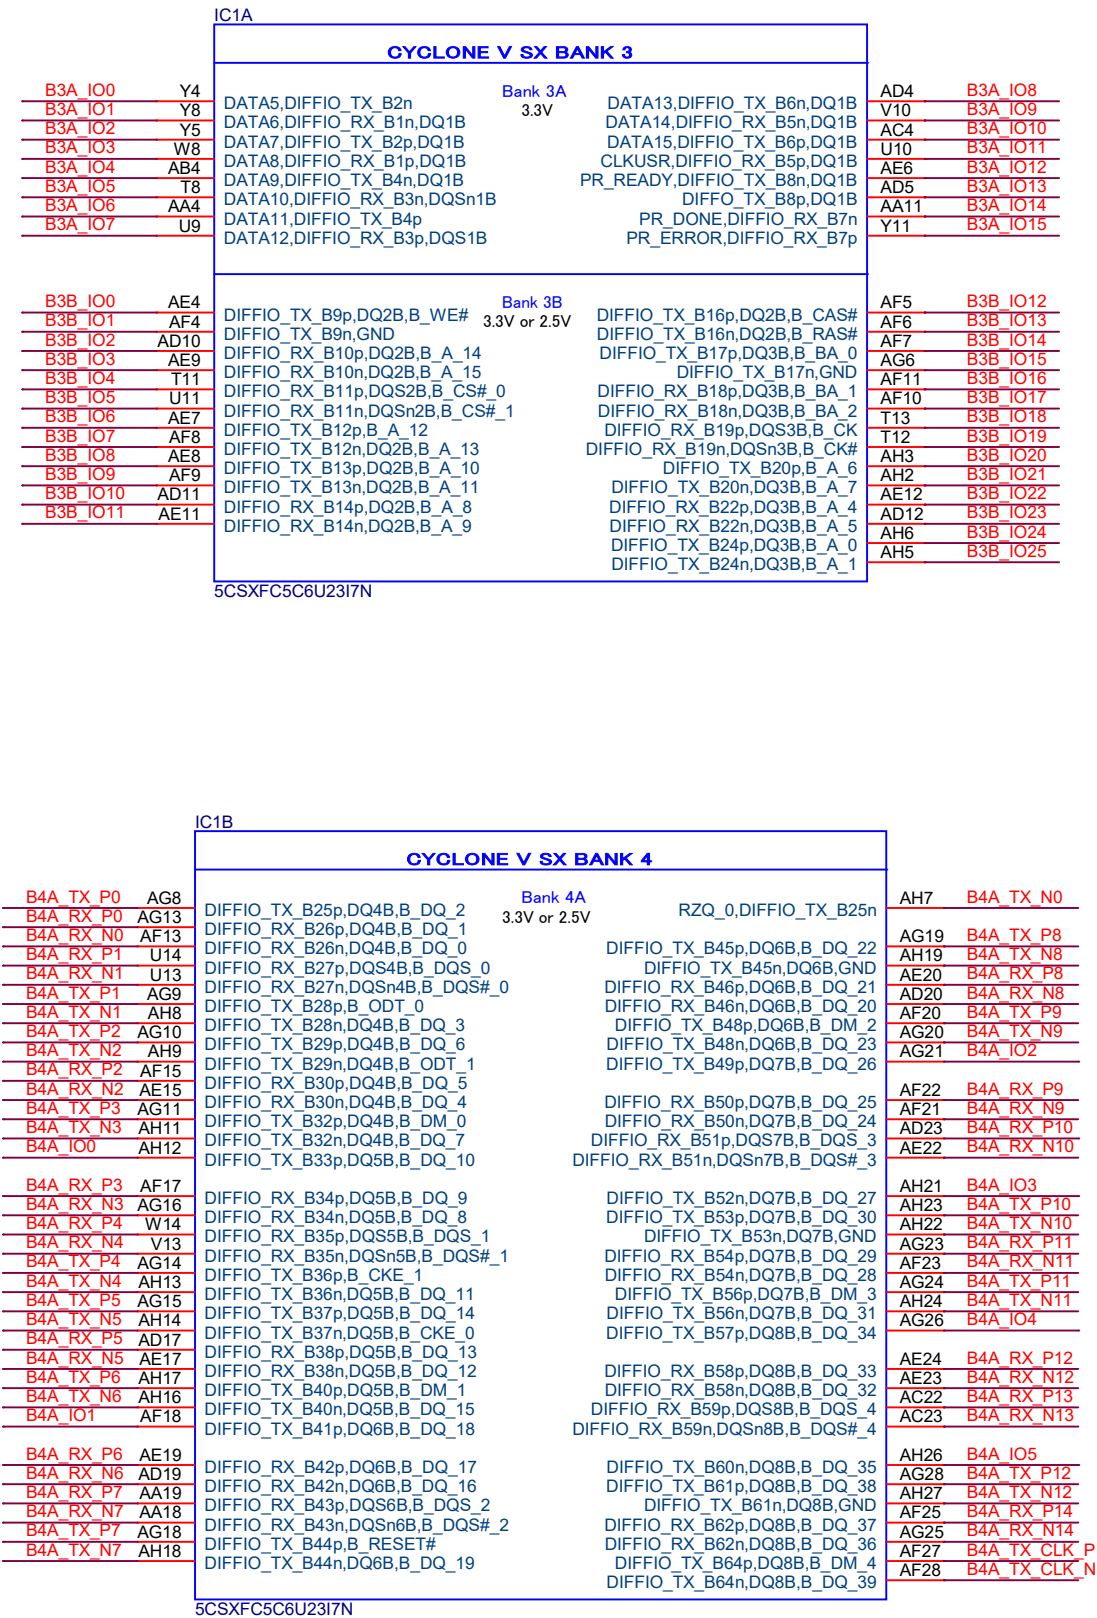 IC1A
CYCLONE V SX BANK 3
Bank 3A
3.3V
B3A_IO0 Y4 DATA5,DIFFIO_TX_B2n
B3A_IO1 Y8 DATA6,DIFFIO_RX_B1n,DQ1B
B3A_IO2 Y5 DATA7,DIFFIO_TX_B2p,DQ1B
B3A_IO3 W8 DATA8,DIFFIO_RX_B1p,DQ1B
B3A_IO4 AB4 DATA9,DIFFIO_TX_B4n,DQ1B
B3A_IO5 T8 DATA10,DIFFIO_RX_B3n,DQSn1B
B3A_IO6 AA4 DATA11,DIFFIO_TX_B4p
B3A_IO7 U9 DATA12,DIFFIO_RX_B3p,DQS1B
DATA13,DIFFIO_TX_B6n,DQ1B AD4 B3A_IO8
DATA14,DIFFIO_RX_B5n,DQ1B V10 B3A_IO9
DATA15,DIFFIO_TX_B6p,DQ1B AC4 B3A_IO10
CLKUSR,DIFFIO_RX_B5p,DQ1B U10 B3A_IO11
PR_READY,DIFFIO_TX_B8n,DQ1B AE6 B3A_IO12
DIFFO_TX_B8p,DQ1B AD5 B3A_IO13
PR_DONE,DIFFIO_RX_B7n AA11 B3A_IO14
PR_ERROR,DIFFIO_RX_B7p Y11 B3A_IO15
Bank 3B
3.3V or 2.5V
B3B_IO0 AE4 DIFFIO_TX_B9p,DQ2B,B_WE#
B3B_IO1 AF4 DIFFIO_TX_B9n,GND
B3B_IO2 AD10 DIFFIO_RX_B10p,DQ2B,B_A_14
B3B_IO3 AE9 DIFFIO_RX_B10n,DQ2B,B_A_15
B3B_IO4 T11 DIFFIO_RX_B11p,DQS2B,B_CS#_0
B3B_IO5 U11 DIFFIO_RX_B11n,DQSn2B,B_CS#_1
B3B_IO6 AE7 DIFFIO_TX_B12p,B_A_12
B3B_IO7 AF8 DIFFIO_TX_B12n,DQ2B,B_A_13
B3B_IO8 AE8 DIFFIO_TX_B13p,DQ2B,B_A_10
B3B_IO9 AF9 DIFFIO_TX_B13n,DQ2B,B_A_11
B3B_IO10 AD11 DIFFIO_RX_B14p,DQ2B,B_A_8
B3B_IO11 AE11 DIFFIO_RX_B14n,DQ2B,B_A_9
DIFFIO_TX_B16p,DQ2B,B_CAS# AF5 B3B_IO12
DIFFIO_TX_B16n,DQ2B,B_RAS# AF6 B3B_IO13
DIFFIO_TX_B17p,DQ3B,B_BA_0 AF7 B3B_IO14
DIFFIO_TX_B17n,GND AG6 B3B_IO15
DIFFIO_RX_B18p,DQ3B,B_BA_1 AF11 B3B_IO16
DIFFIO_RX_B18n,DQ3B,B_BA_2 AF10 B3B_IO17
DIFFIO_RX_B19p,DQS3B,B_CK T13 B3B_IO18
DIFFIO_RX_B19n,DQSn3B,B_CK# T12 B3B_IO19
DIFFIO_TX_B20p,B_A_6 AH3 B3B_IO20
DIFFIO_TX_B20n,DQ3B,B_A_7 AH2 B3B_IO21
DIFFIO_RX_B22p,DQ3B,B_A_4 AE12 B3B_IO22
DIFFIO_RX_B22n,DQ3B,B_A_5 AD12 B3B_IO23
DIFFIO_TX_B24p,DQ3B,B_A_0 AH6 B3B_IO24
DIFFIO_TX_B24n,DQ3B,B_A_1 AH5 B3B_IO25
5CSXFC5C6U23I7N
IC1B
CYCLONE V SX BANK 4
Bank 4A
3.3V or 2.5V
B4A_TX_P0 AG8 DIFFIO_TX_B25p,DQ4B,B_DQ_2
B4A_RX_P0 AG13 DIFFIO_RX_B26p,DQ4B,B_DQ_1
B4A_RX_N0 AF13 DIFFIO_RX_B26n,DQ4B,B_DQ_0
B4A_RX_P1 U14 DIFFIO_RX_B27p,DQS4B,B_DQS_0
B4A_RX_N1 U13 DIFFIO_RX_B27n,DQSn4B,B_DQS#_0
B4A_TX_P1 AG9 DIFFIO_TX_B28p,B_ODT_0
B4A_TX_N1 AH8 DIFFIO_TX_B28n,DQ4B,B_DQ_3
B4A_TX_P2 AG10 DIFFIO_TX_B29p,DQ4B,B_DQ_6
B4A_TX_N2 AH9 DIFFIO_TX_B29n,DQ4B,B_ODT_1
B4A_RX_P2 AF15 DIFFIO_RX_B30p,DQ4B,B_DQ_5
B4A_RX_N2 AE15 DIFFIO_RX_B30n,DQ4B,B_DQ_4
B4A_TX_P3 AG11 DIFFIO_TX_B32p,DQ4B,B_DM_0
B4A_TX_N3 AH11 DIFFIO_TX_B32n,DQ4B,B_DQ_7
B4A_IO0 AH12 DIFFIO_TX_B33p,DQ5B,B_DQ_10
B4A_RX_P3 AF17 DIFFIO_RX_B34p,DQ5B,B_DQ_9
B4A_RX_N3 AG16 DIFFIO_RX_B34n,DQ5B,B_DQ_8
B4A_RX_P4 W14 DIFFIO_RX_B35p,DQS5B,B_DQS_1
B4A_RX_N4 V13 DIFFIO_RX_B35n,DQSn5B,B_DQS#_1
B4A_TX_P4 AG14 DIFFIO_TX_B36p,B_CKE_1
B4A_TX_N4 AH13 DIFFIO_TX_B36n,DQ5B,B_DQ_11
B4A_TX_P5 AG15 DIFFIO_TX_B37p,DQ5B,B_DQ_14
B4A_TX_N5 AH14 DIFFIO_TX_B37n,DQ5B,B_CKE_0
B4A_RX_P5 AD17 DIFFIO_RX_B38p,DQ5B,B_DQ_13
B4A_RX_N5 AE17 DIFFIO_RX_B38n,DQ5B,B_DQ_12
B4A_TX_P6 AH17 DIFFIO_TX_B40p,DQ5B,B_DM_1
B4A_TX_N6 AH16 DIFFIO_TX_B40n,DQ5B,B_DQ_15
B4A_IO1 AF18 DIFFIO_TX_B41p,DQ6B,B_DQ_18
B4A_RX_P6 AE19 DIFFIO_RX_B42p,DQ6B,B_DQ_17
B4A_RX_N6 AD19 DIFFIO_RX_B42n,DQ6B,B_DQ_16
B4A_RX_P7 AA19 DIFFIO_RX_B43p,DQS6B,B_DQS_2
B4A_RX_N7 AA18 DIFFIO_RX_B43n,DQSn6B,B_DQS#_2
B4A_TX_P7 AG18 DIFFIO_TX_B44p,B_RESET#
B4A_TX_N7 AH18 DIFFIO_TX_B44n,DQ6B,B_DQ_19
RZQ_0,DIFFIO_TX_B25n AH7 B4A_TX_N0
DIFFIO_TX_B45p,DQ6B,B_DQ_22 AG19 B4A_TX_P8
DIFFIO_TX_B45n,DQ6B,GND AH19 B4A_TX_N8
DIFFIO_RX_B46p,DQ6B,B_DQ_21 AE20 B4A_RX_P8
DIFFIO_RX_B46n,DQ6B,B_DQ_20 AD20 B4A_RX_N8
DIFFIO_TX_B48p,DQ6B,B_DM_2 AF20 B4A_TX_P9
DIFFIO_TX_B48n,DQ6B,B_DQ_23 AG20 B4A_TX_N9
DIFFIO_TX_B49p,DQ7B,B_DQ_26 AG21 B4A_IO2
DIFFIO_RX_B50p,DQ7B,B_DQ_25 AF22 B4A_RX_P9
DIFFIO_RX_B50n,DQ7B,B_DQ_24 AF21 B4A_RX_N9
DIFFIO_RX_B51p,DQS7B,B_DQS_3 AD23 B4A_RX_P10
DIFFIO_RX_B51n,DQSn7B,B_DQS#_3 AE22 B4A_RX_N10
DIFFIO_TX_B52n,DQ7B,B_DQ_27 AH21 B4A_IO3
DIFFIO_TX_B53p,DQ7B,B_DQ_30 AH23 B4A_TX_P10
DIFFIO_TX_B53n,DQ7B,GND AH22 B4A_TX_N10
DIFFIO_RX_B54p,DQ7B,B_DQ_29 AG23 B4A_RX_P11
DIFFIO_RX_B54n,DQ7B,B_DQ_28 AF23 B4A_RX_N11
DIFFIO_TX_B56p,DQ7B,B_DM_3 AG24 B4A_TX_P11
DIFFIO_TX_B56n,DQ7B,B_DQ_31 AH24 B4A_TX_N11
DIFFIO_TX_B57p,DQ8B,B_DQ_34 AG26 B4A_IO4
DIFFIO_RX_B58p,DQ8B,B_DQ_33 AE24 B4A_RX_P12
DIFFIO_RX_B58n,DQ8B,B_DQ_32 AE23 B4A_RX_N12
DIFFIO_RX_B59p,DQS8B,B_DQS_4 AC22 B4A_RX_P13
DIFFIO_RX_B59n,DQSn8B,B_DQS#_4 AC23 B4A_RX_N13
DIFFIO_TX_B60n,DQ8B,B_DQ_35 AH26 B4A_IO5
DIFFIO_TX_B61p,DQ8B,B_DQ_38 AG28 B4A_TX_P12
DIFFIO_TX_B61n,DQ8B,GND AH27 B4A_TX_N12
DIFFIO_RX_B62p,DQ8B,B_DQ_37 AF25 B4A_RX_P14
DIFFIO_RX_B62n,DQ8B,B_DQ_36 AG25 B4A_RX_N14
DIFFIO_TX_B64p,DQ8B,B_DM_4 AF27 B4A_TX_CLK_P
DIFFIO_TX_B64n,DQ8B,B_DQ_39 AF28 B4A_TX_CLK_N
5CSXFC5C6U23I7N